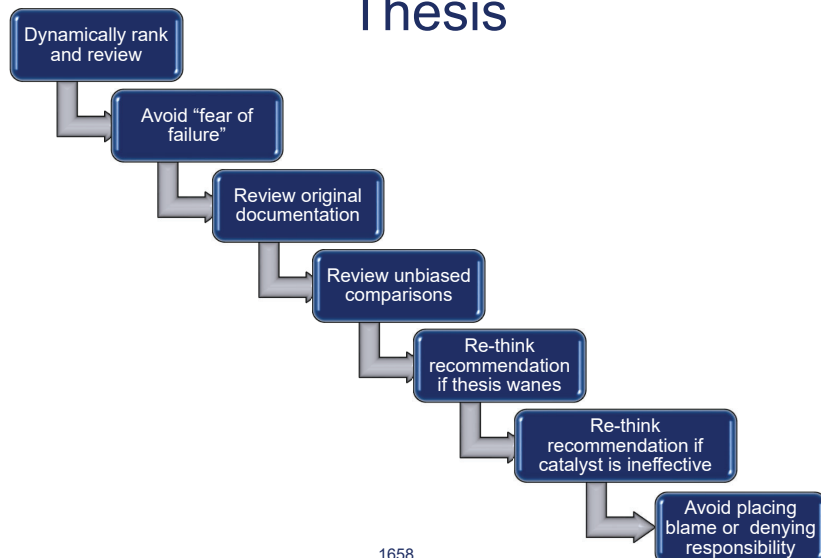 Thesis
Dynamically rank
and review
Avoid “fear of
failure”
Review original
documentation
Review unbiased
comparisons
Re-think
recommendation
if thesis wanes
Re-think
recommendation if
catalyst is ineffective
Avoid placing
blame or denying
responsibility
1658